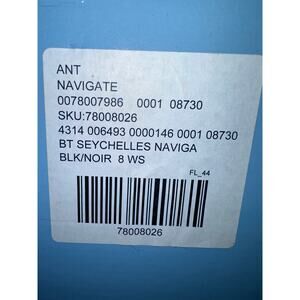 ANT
NAVIGATE
0078007986 0001 08730
SKU:78008026
4314 006493 0000146 0001 08730
BT SEYCHELLES NAVIGA
BLK/NOIR 8 WS
FL_44
78008026